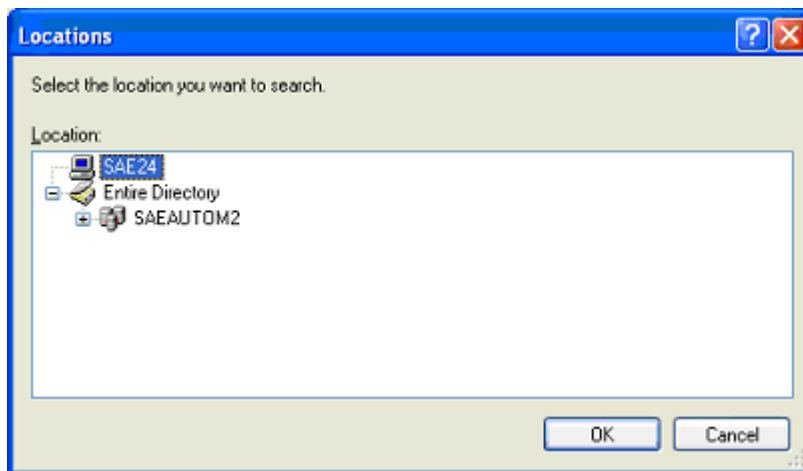 Locations
Select the location you want to search.
Location:
SAE24
Entire Directory
SAEAUTOM2
OK Cancel